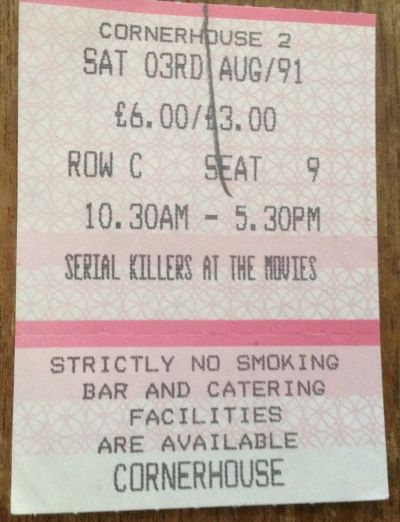 CORNERHOUSE 2
SAT 03RD AUG/91
£6.00/£3.00
ROW C SEAT 9
10.30AM - 5.30PM
SERIAL KILLERS AT THE MOVIES
STRICTLY NO SMOKING
BAR AND CATERING
FACILITIES
ARE AVAILABLE
CORNERHOUSE